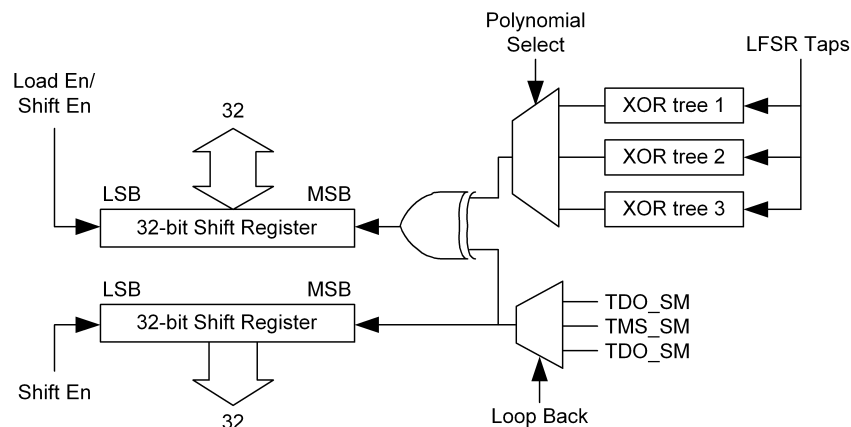 Polynomial
Select
LFSR Taps
Load En/
Shift En
32
XOR tree 1
XOR tree 2
XOR tree 3
LSB
MSB
32-bit Shift Register
LSB
MSB
32-bit Shift Register
TDO_SM
TMS_SM
TDO_SM
Shift En
32
Loop Back